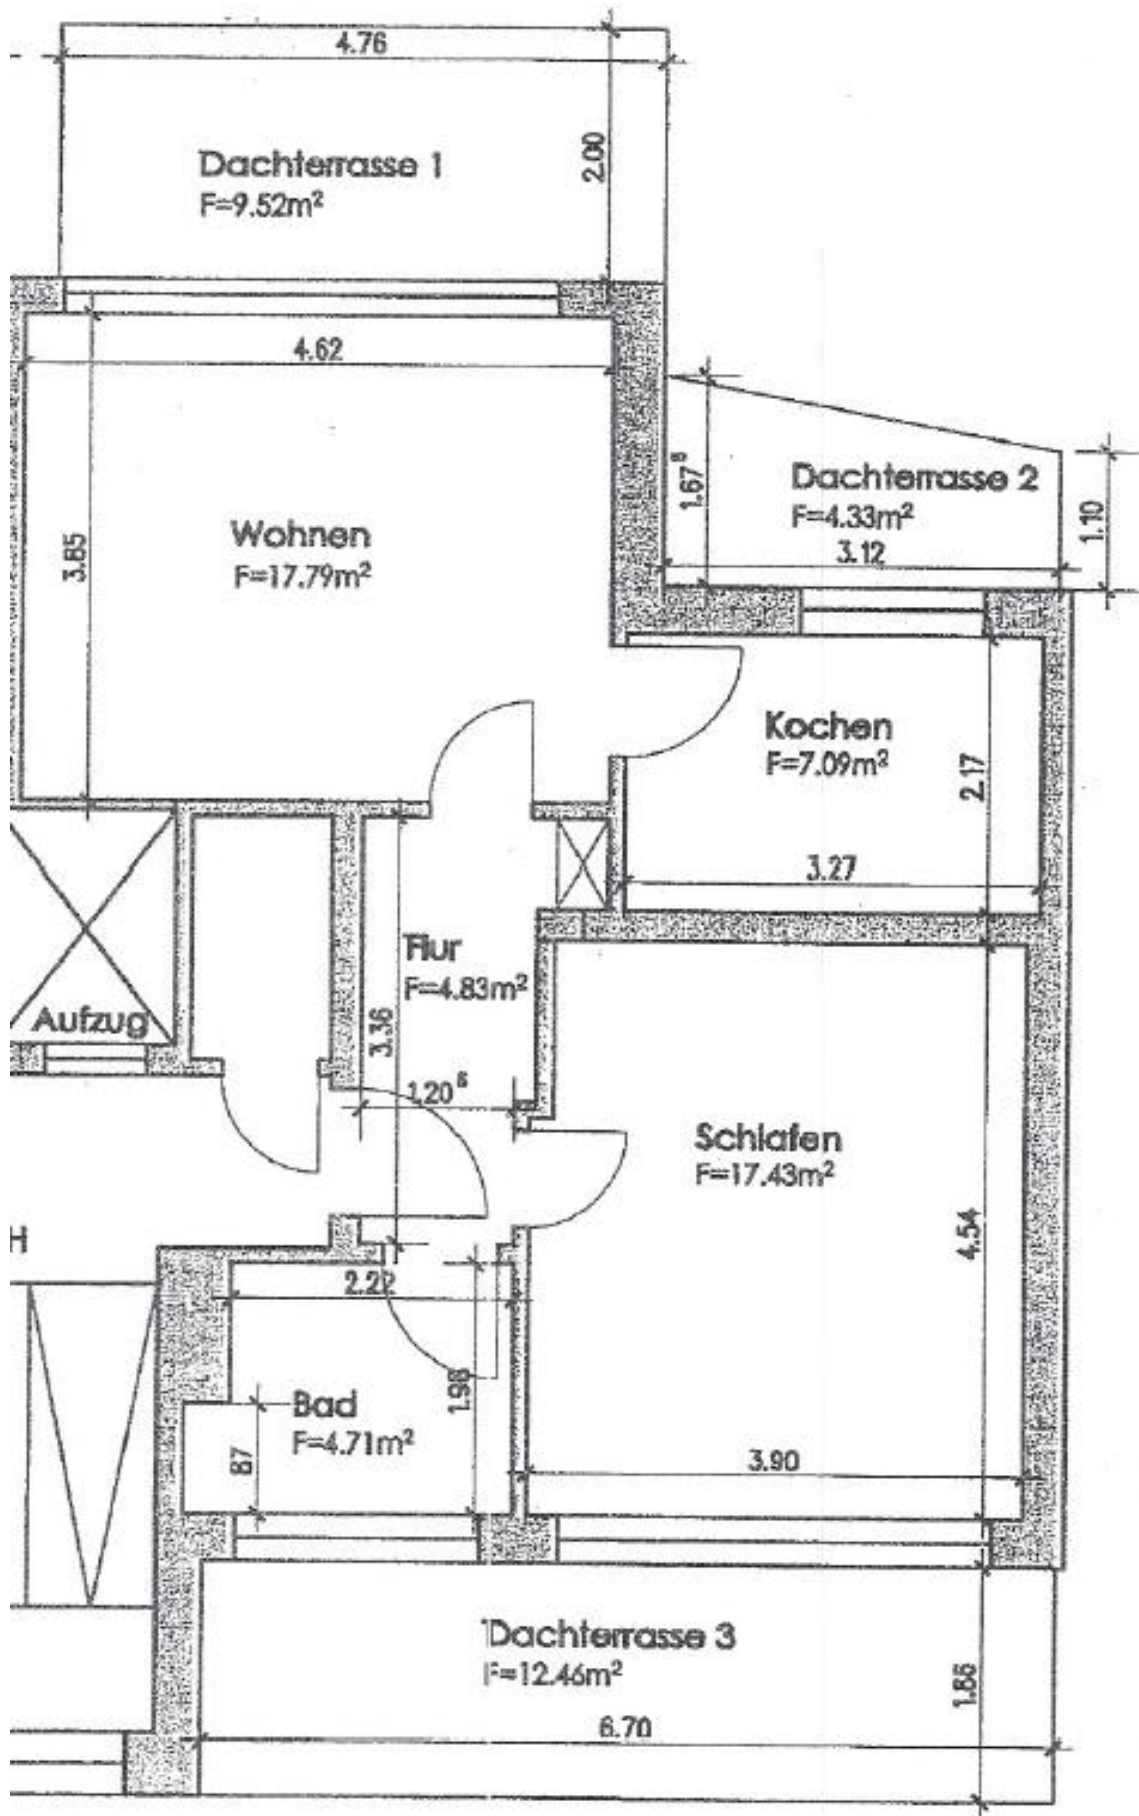 4.76
2.00
Dachterrasse 1
F=9.52m²
4.62
1.67⁵
Dachterrasse 2
F=4.33m²
1.10
3.12
3.85
Wohnen
F=17.79m²
Kochen
F=7.09m²
2.17
3.27
Flur
F=4.83m²
Aufzug
3.36
1.20⁵
Schlafen
F=17.43m²
H
4.54
2.22
1.98
Bad
F=4.71m²
87
3.90
Dachterrasse 3
F=12.46m²
6.70